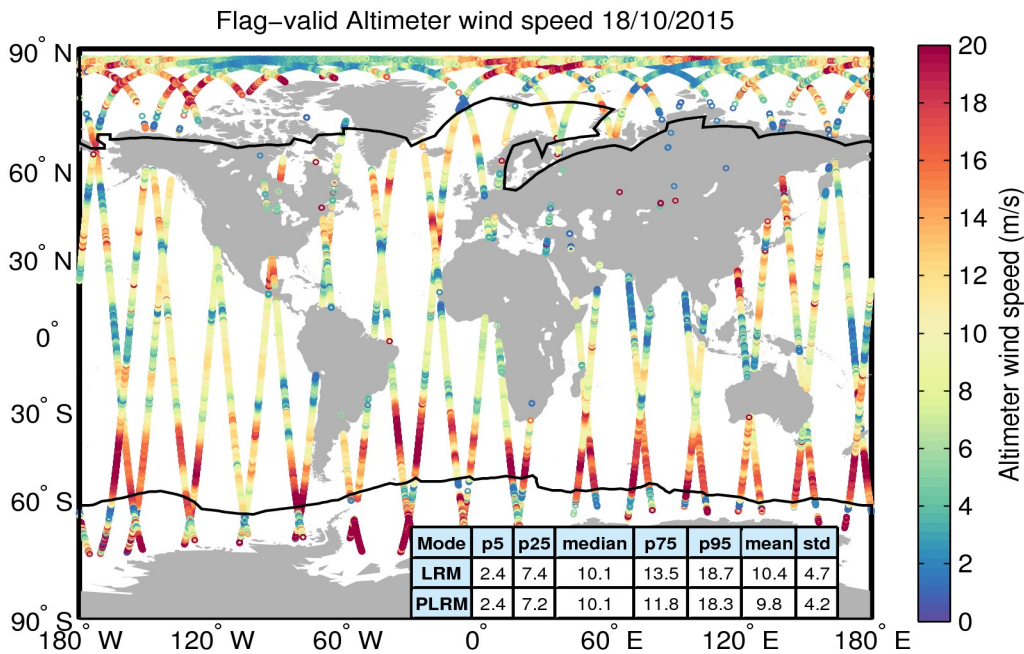 Flag−valid Altimeter wind speed 18/10/2015
90° N
60° N
30° N
0°
30° S
60° S
90° S
180° W
120° W
60° W
0°
60° E
120° E
180° E
Mode p5 p25 median p75 p95 mean std
LRM 2.4 7.4 10.1 13.5 18.7 10.4 4.7
PLRM 2.4 7.2 10.1 11.8 18.3 9.8 4.2
20
18
16
14
12
10
8
6
4
2
0
Altimeter wind speed (m/s)